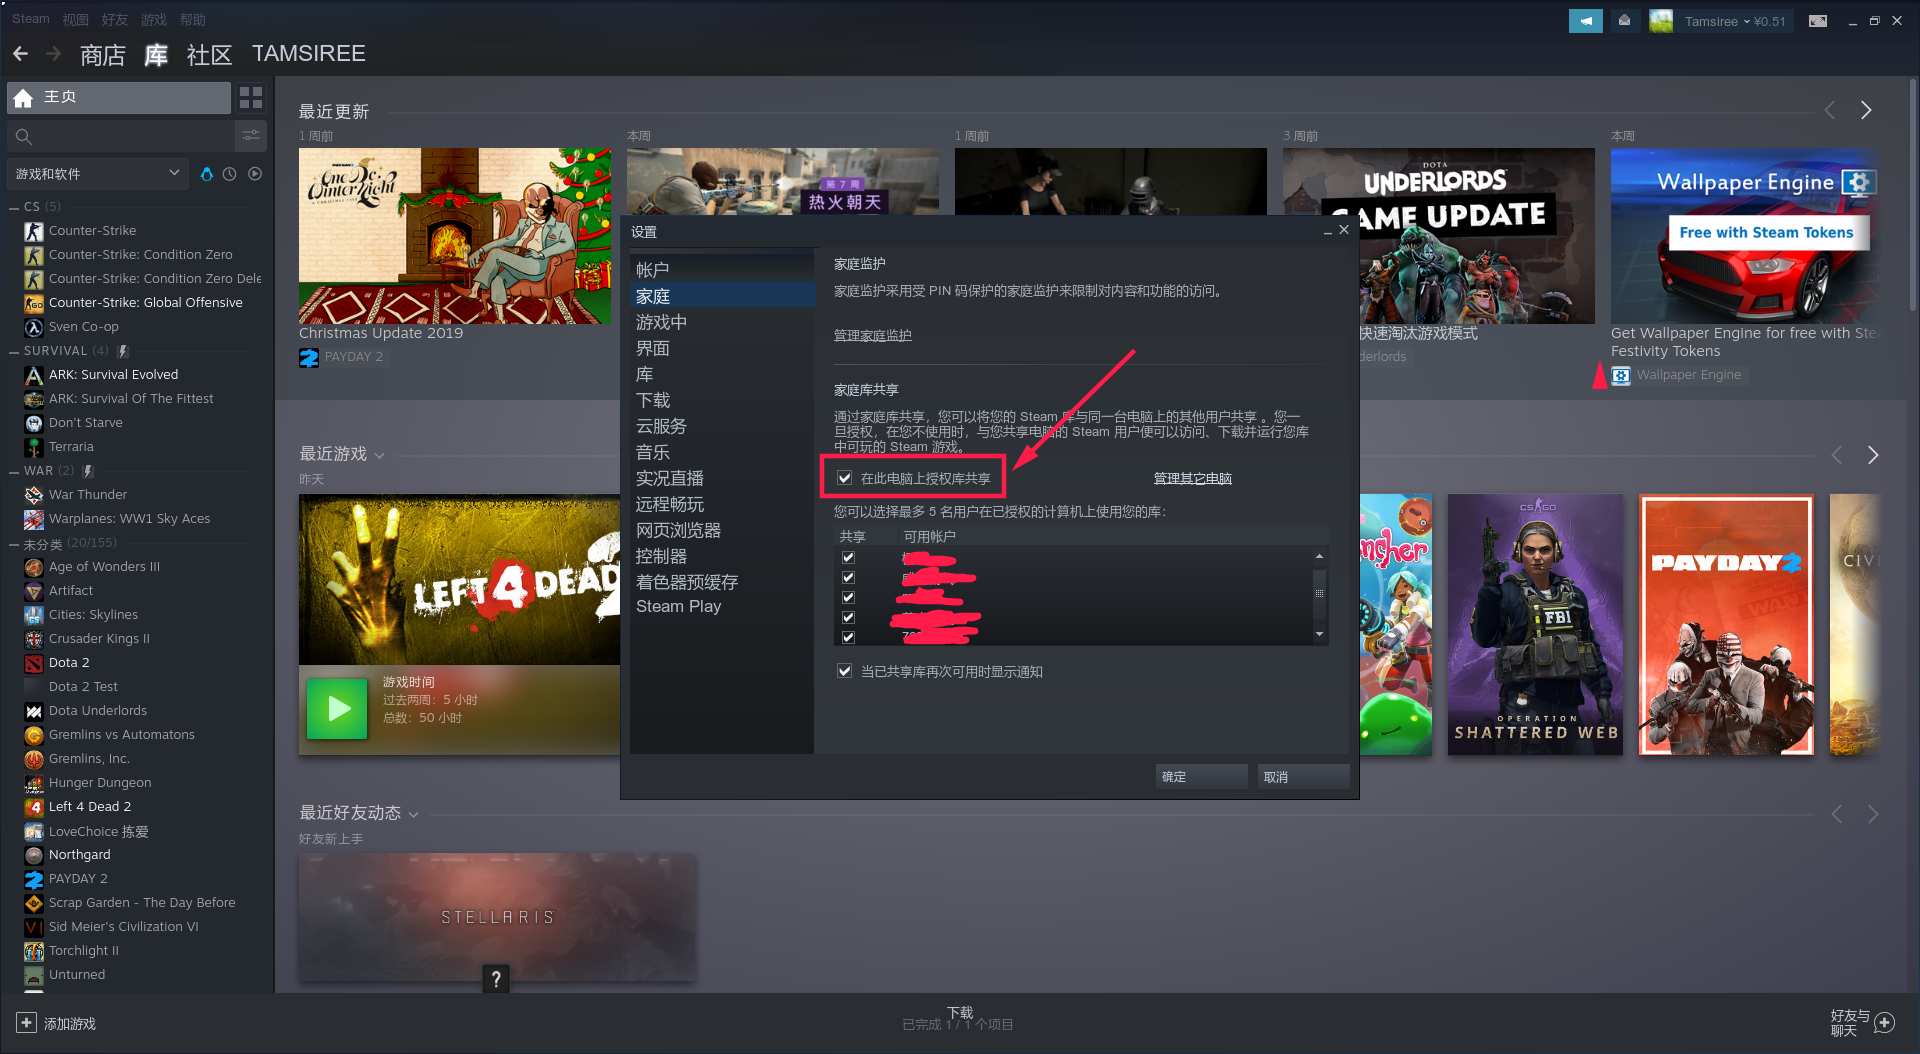 Steam 视图 好友 游戏 帮助
Tamsiree ¥0.51
商店 库 社区 TAMSIREE
主页
游戏和软件
CS (5)
Counter-Strike
Counter-Strike: Condition Zero
Counter-Strike: Condition Zero Dele
Counter-Strike: Global Offensive
Sven Co-op
SURVIVAL (4)
ARK: Survival Evolved
ARK: Survival Of The Fittest
Don't Starve
Terraria
WAR (2)
War Thunder
Warplanes: WW1 Sky Aces
未分类 (20/155)
Age of Wonders III
Artifact
Cities: Skylines
Crusader Kings II
Dota 2
Dota 2 Test
Dota Underlords
Gremlins vs Automatons
Gremlins, Inc.
Hunger Dungeon
Left 4 Dead 2
LoveChoice 拣爱
Northgard
PAYDAY 2
Scrap Garden - The Day Before
Sid Meier's Civilization VI
Torchlight II
Unturned
添加游戏
最近更新
1 周前
本周
1 周前
3 周前
本周
PAYDAY 2
One De Winter Night
第 7 周
热火朝天
DOTA
UNDERLORDS
GAME UPDATE
Wallpaper Engine
Free with Steam Tokens
Christmas Update 2019
PAYDAY 2
快速淘汰游戏模式
derlords
Get Wallpaper Engine for free with Stea
Festivity Tokens
Wallpaper Engine
最近游戏
昨天
LEFT 4 DEAD 2
游戏时间
过去两周：5 小时
总数：50 小时
ncher
CS GO
FBI
OPERATION
SHATTERED WEB
PAYDAY 2
CIVI
最近好友动态
好友新上手
STELLARIS
?
设置
帐户
家庭
游戏中
界面
库
下载
云服务
音乐
实况直播
远程畅玩
网页浏览器
控制器
着色器预缓存
Steam Play
家庭监护
家庭监护采用受 PIN 码保护的家庭监护来限制对内容和功能的访问。
管理家庭监护
家庭库共享
通过家庭库共享，您可以将您的 Steam 库与同一台电脑上的其他用户共享 。您一
旦授权，在您不使用时，与您共享电脑的 Steam 用户便可以访问、下载并运行您库
中可玩的 Steam 游戏。
在此电脑上授权库共享
管理其它电脑
您可以选择最多 5 名用户在已授权的计算机上使用您的库：
共享 可用帐户
当已共享库再次可用时显示通知
确定 取消
下载
已完成 1 / 1 个项目
好友与
聊天